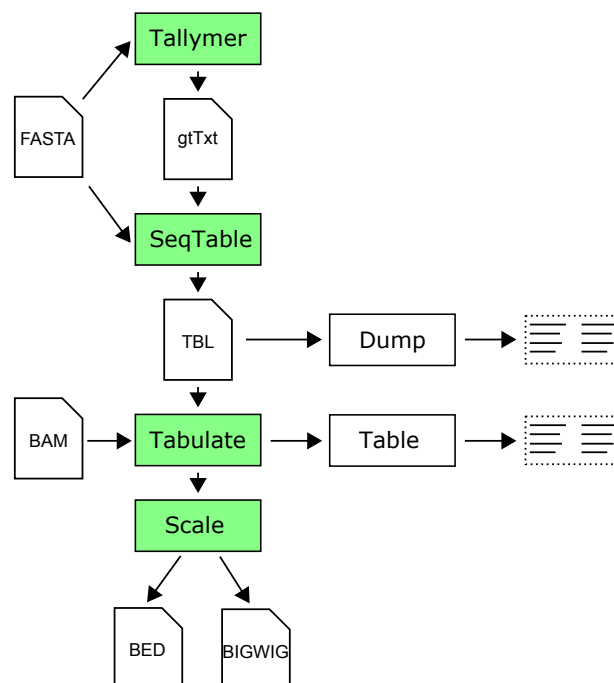 Tallymer
FASTA
gtTxt
SeqTable
TBL
Dump
BAM
Tabulate
Table
Scale
BED
BIGWIG